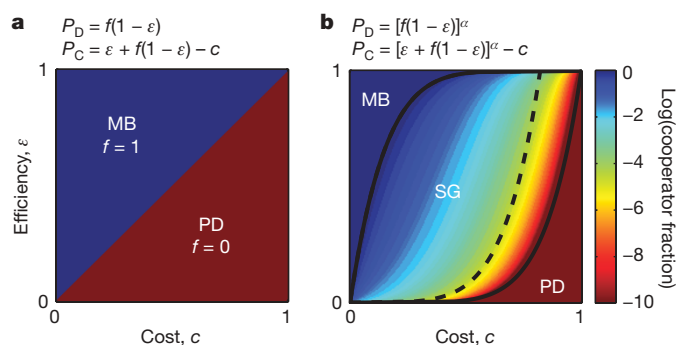 a
P_D = f(1 − ε)
P_C = ε + f(1 − ε) − c
1
MB
f = 1
PD
f = 0
Efficiency, ε
0
0
1
Cost, c
b
P_D = [f(1 − ε)]^α
P_C = [ε + f(1 − ε)]^α − c
1
MB
SG
PD
0
0
1
Cost, c
0
−2
−4
−6
−8
−10
Log(cooperator fraction)